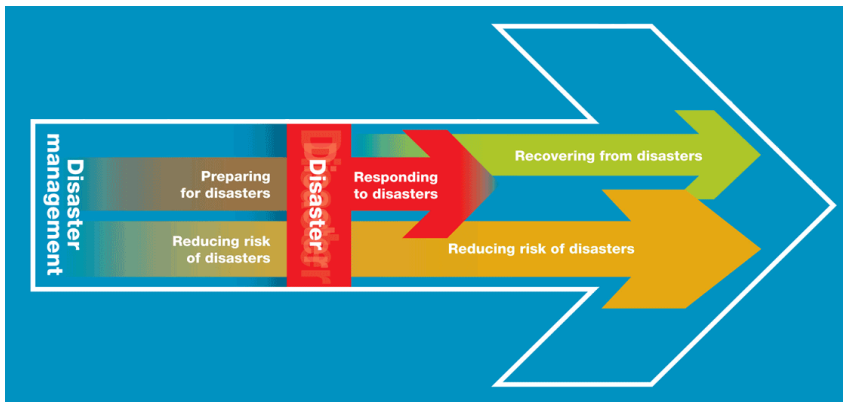 Disaster
management
Preparing
for disasters
Reducing risk
of disasters
Disaster
Disaster
Responding
to disasters
Recovering from disasters
Reducing risk of disasters